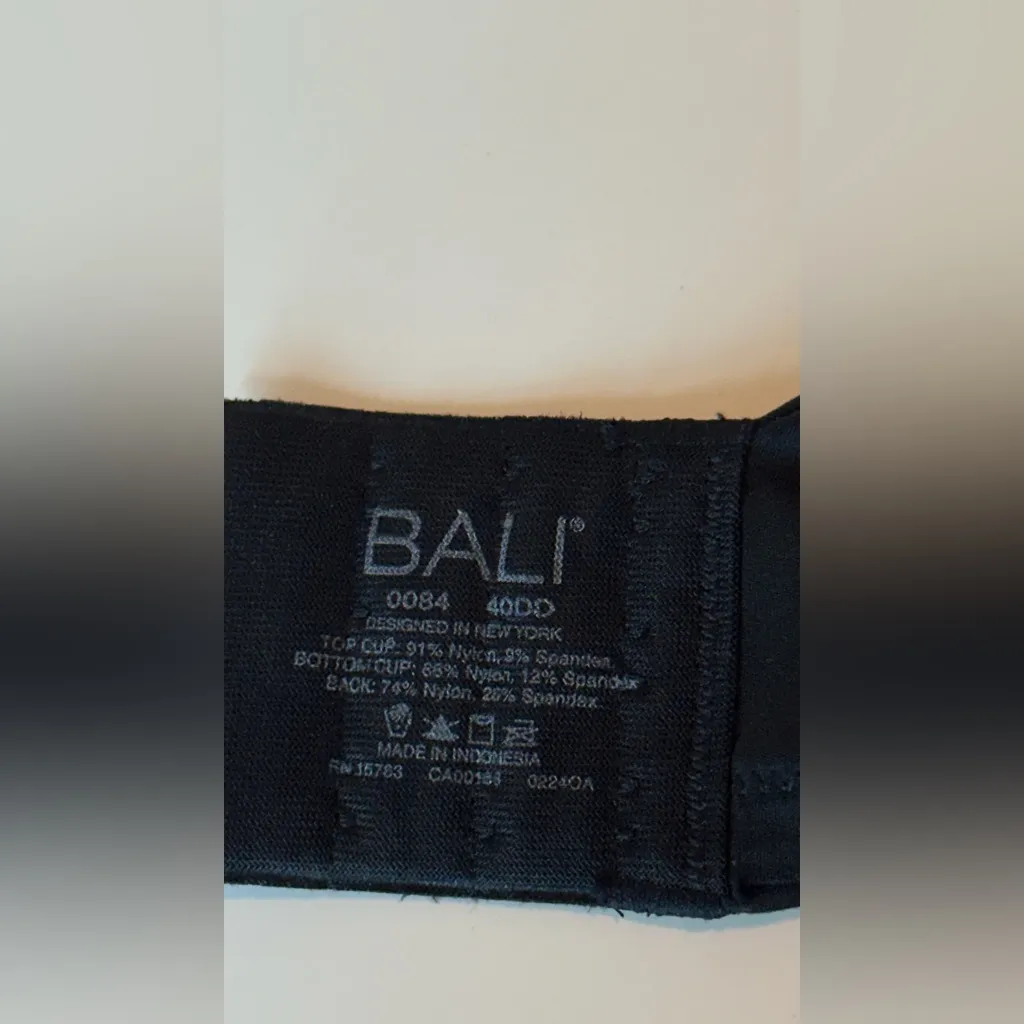 BALI®
0084 40DD
DESIGNED IN NEW YORK
TOP CUP: 91% Nylon, 9% Spandex
BOTTOM CUP: 88% Nylon, 12% Spandex
BACK: 74% Nylon, 26% Spandex
MADE IN INDONESIA
RN 15763 0224OA